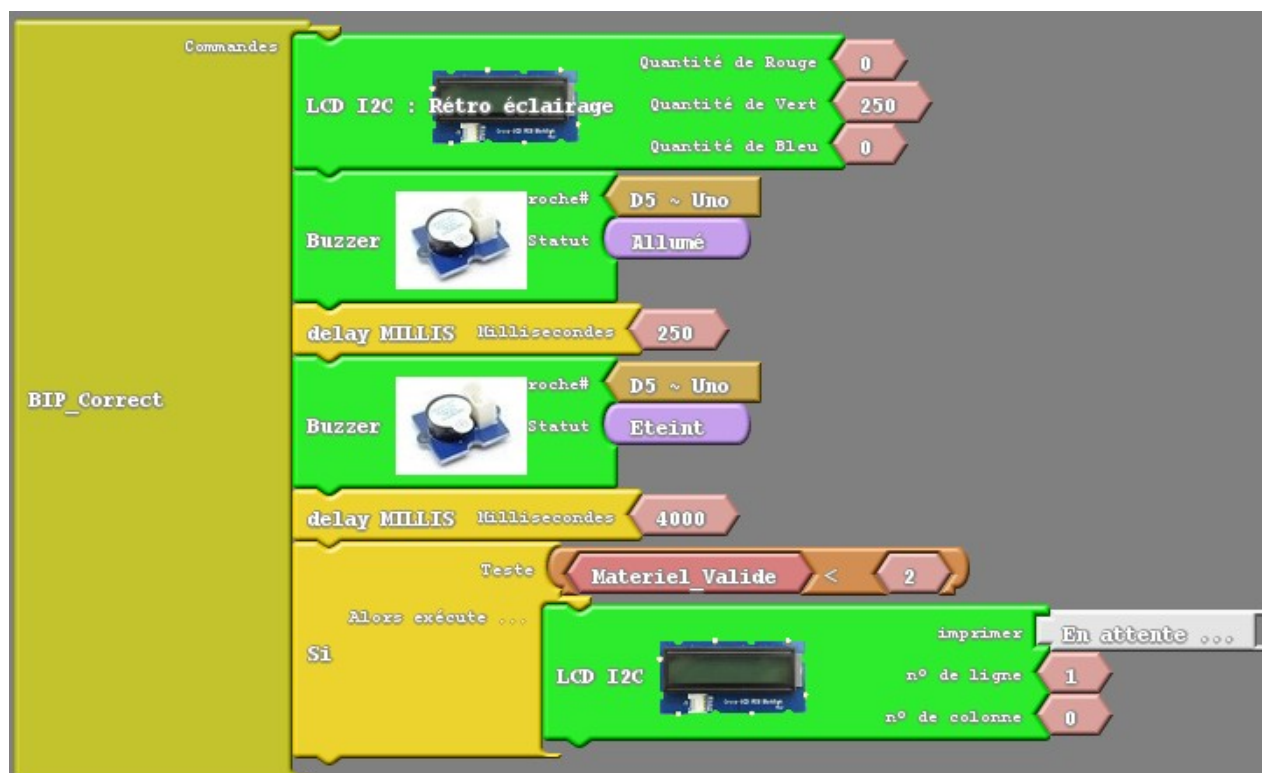 Commandes
Quantité de Rouge 0
LCD I2C : Rétro éclairage Quantité de Vert 250
Quantité de Bleu 0
roche# D5 ~ Uno
Buzzer Statut Allumé
delay MILLIS Millisecondes 250
roche# D5 ~ Uno
BIP_Correct
Buzzer Statut Eteint
delay MILLIS Millisecondes 4000
Teste Materiel_Valide < 2
Alors exécute ...
imprimer En attente ...
Si
LCD I2C n° de ligne 1
n° de colonne 0